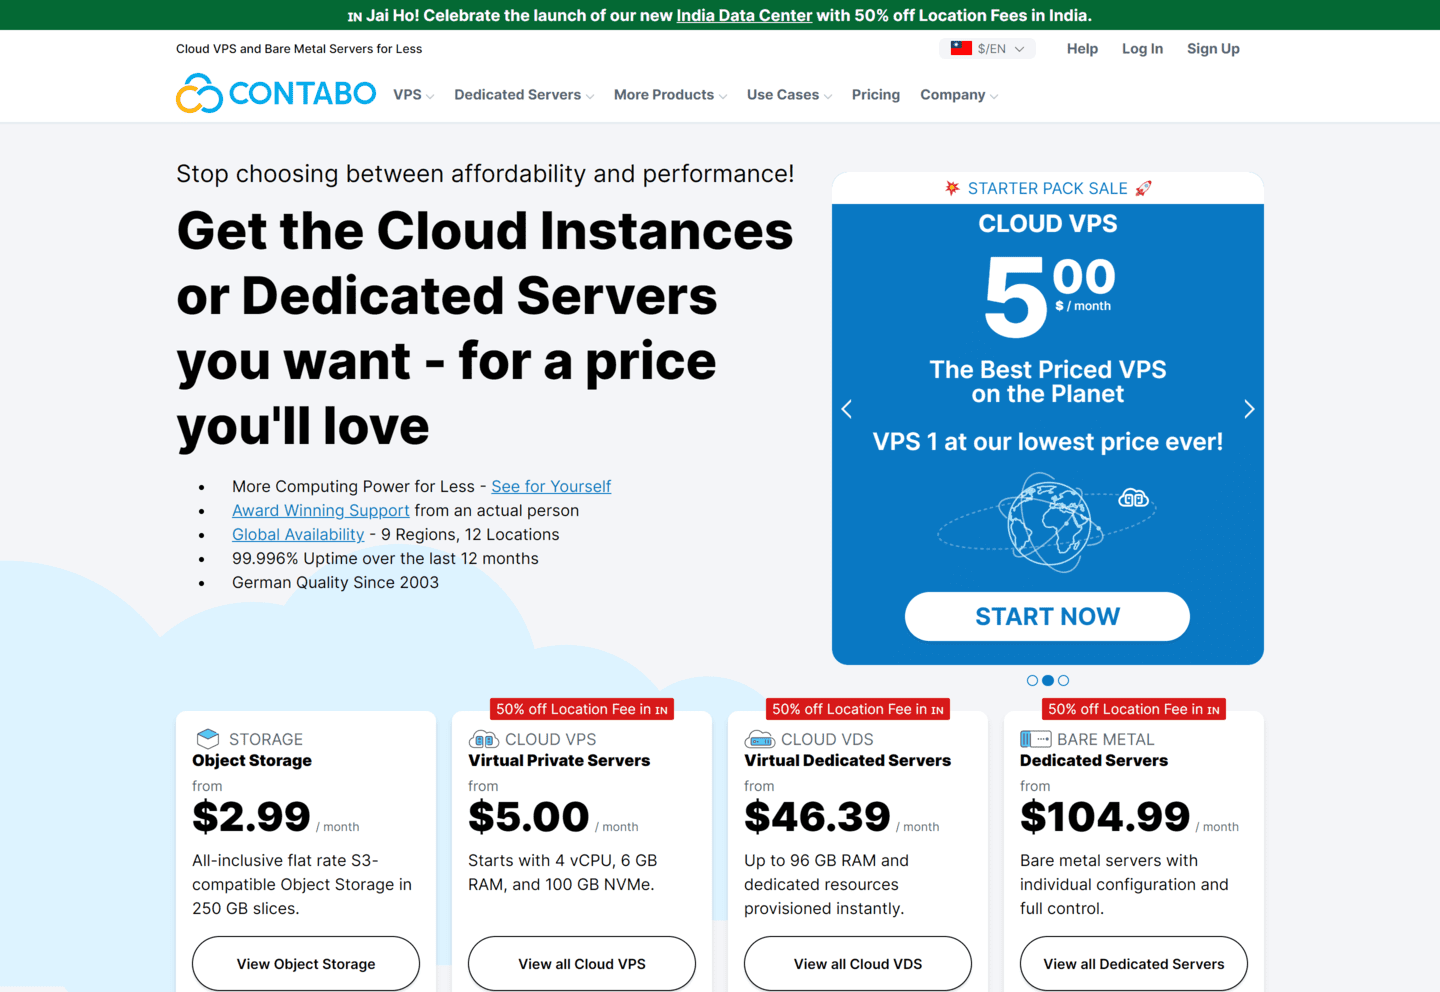 IN Jai Ho! Celebrate the launch of our new India Data Center with 50% off Location Fees in India.
Cloud VPS and Bare Metal Servers for Less
$/EN
Help
Log In
Sign Up
CONTABO
VPS
Dedicated Servers
More Products
Use Cases
Pricing
Company
Stop choosing between affordability and performance!
Get the Cloud Instances
or Dedicated Servers
you want - for a price
you'll love
• More Computing Power for Less - See for Yourself
• Award Winning Support from an actual person
• Global Availability - 9 Regions, 12 Locations
• 99.996% Uptime over the last 12 months
• German Quality Since 2003
💥 STARTER PACK SALE 🚀
CLOUD VPS
5 00
$ / month
The Best Priced VPS
on the Planet
VPS 1 at our lowest price ever!
START NOW
STORAGE
Object Storage
from
$2.99 / month
All-inclusive flat rate S3-
compatible Object Storage in
250 GB slices.
View Object Storage
50% off Location Fee in IN
CLOUD VPS
Virtual Private Servers
from
$5.00 / month
Starts with 4 vCPU, 6 GB
RAM, and 100 GB NVMe.
View all Cloud VPS
50% off Location Fee in IN
CLOUD VDS
Virtual Dedicated Servers
from
$46.39 / month
Up to 96 GB RAM and
dedicated resources
provisioned instantly.
View all Cloud VDS
50% off Location Fee in IN
BARE METAL
Dedicated Servers
from
$104.99 / month
Bare metal servers with
individual configuration and
full control.
View all Dedicated Servers